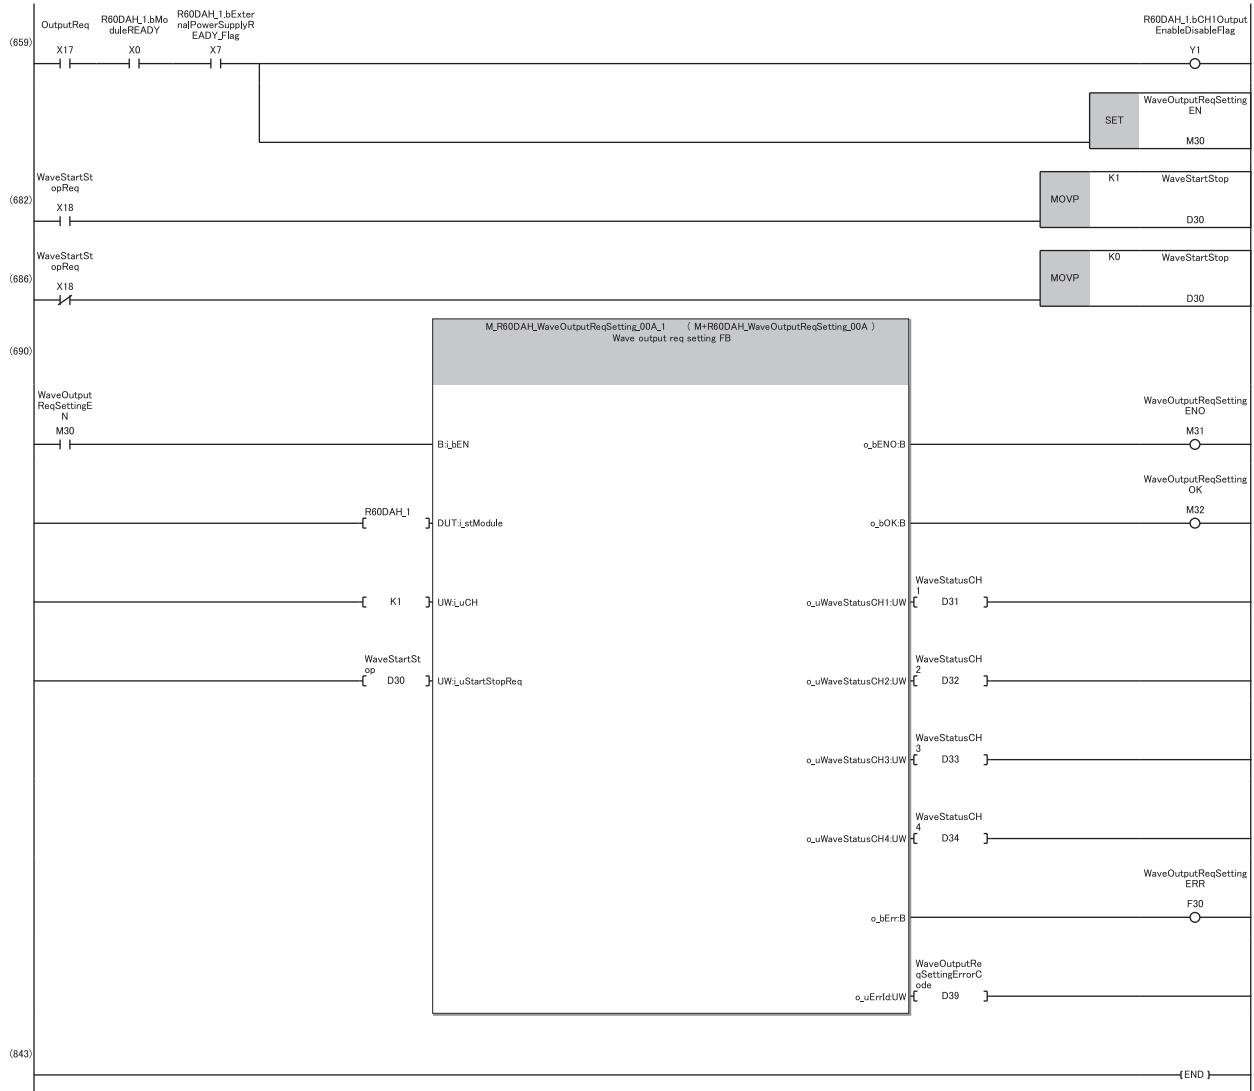 (659)
OutputReq
R60DAH_1.bMo
duleREADY
R60DAH_1.bExter
nalPowerSupplyR
EADY_Flag
R60DAH_1.bCH1Output
EnableDisableFlag
X17
X0
X7
Y1
SET
WaveOutputReqSetting
EN
M30
(682)
WaveStartSt
opReq
X18
MOVP
K1
WaveStartStop
D30
(686)
WaveStartSt
opReq
X18
MOVP
K0
WaveStartStop
D30
(690)
M_R60DAH_WaveOutputReqSetting_00A_1 ( M+R60DAH_WaveOutputReqSetting_00A )
Wave output req setting FB
WaveOutput
ReqSettingE
N
M30
B:i_bEN
o_bENO:B
WaveOutputReqSetting
ENO
M31
R60DAH_1
DUT:i_stModule
o_bOK:B
WaveOutputReqSetting
OK
M32
K1
UW:i_uCH
o_uWaveStatusCH1:UW
WaveStatusCH
1
D31
WaveStartSt
op
D30
UW:i_uStartStopReq
o_uWaveStatusCH2:UW
WaveStatusCH
2
D32
o_uWaveStatusCH3:UW
WaveStatusCH
3
D33
o_uWaveStatusCH4:UW
WaveStatusCH
4
D34
o_bErr:B
WaveOutputReqSetting
ERR
F30
o_uErrId:UW
WaveOutputRe
qSettingErrorC
ode
D39
(843)
END